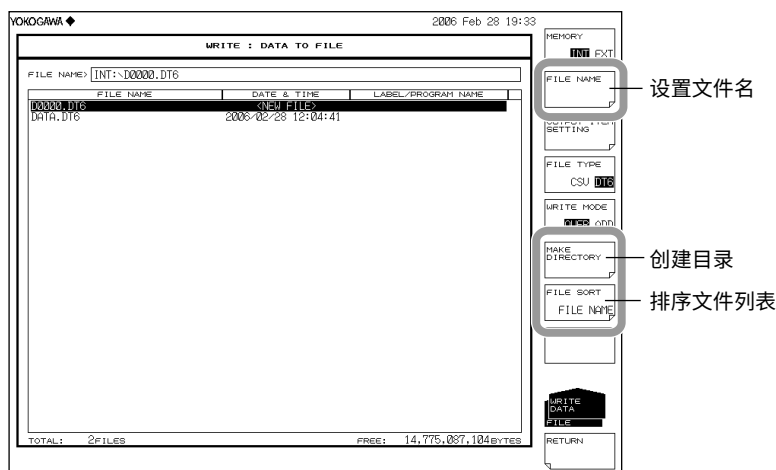 YOKOGAWA ◆ 2006 Feb 28 19:33
WRITE : DATA TO FILE
FILE NAME> INT:\D0000.DT6
FILE NAME DATE & TIME LABEL/PROGRAM NAME
D0000.DT6 <NEW FILE>
DATA.DT6 2006/02/28 12:04:41
TOTAL: 2FILES FREE: 14,775,087,104BYTES
MEMORY
INT EXT
FILE NAME
设置文件名
SETTING
FILE TYPE
CSV DT6
WRITE MODE
OVER ADD
MAKE
DIRECTORY
创建目录
FILE SORT
FILE NAME
排序文件列表
WRITE
DATA
FILE
RETURN